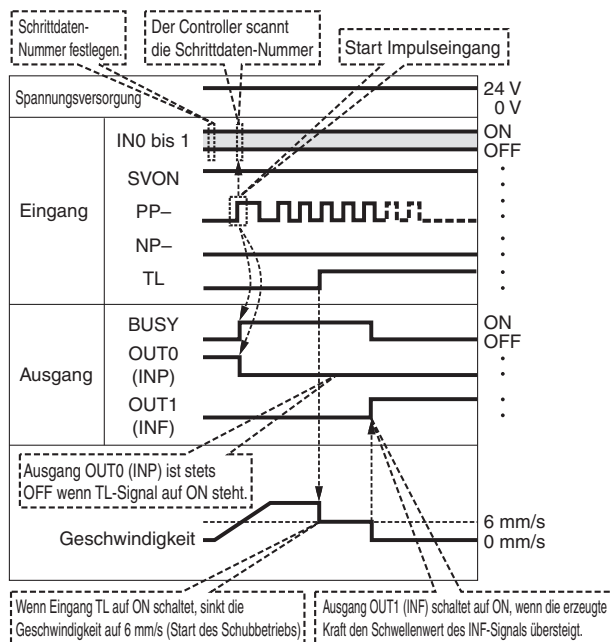 Schrittdaten-
Nummer festlegen.
Der Controller scannt
die Schrittdaten-Nummer
Start Impulseingang
Spannungsversorgung
24 V
0 V
Eingang
IN0 bis 1
ON
OFF
SVON
PP–
NP–
TL
Ausgang
BUSY
ON
OFF
OUT0
(INP)
OUT1
(INF)
Ausgang OUT0 (INP) ist stets
OFF wenn TL-Signal auf ON steht.
Geschwindigkeit
6 mm/s
0 mm/s
Wenn Eingang TL auf ON schaltet, sinkt die
Geschwindigkeit auf 6 mm/s (Start des Schubbetriebs)
Ausgang OUT1 (INF) schaltet auf ON, wenn die erzeugte
Kraft den Schwellenwert des INF-Signals übersteigt.